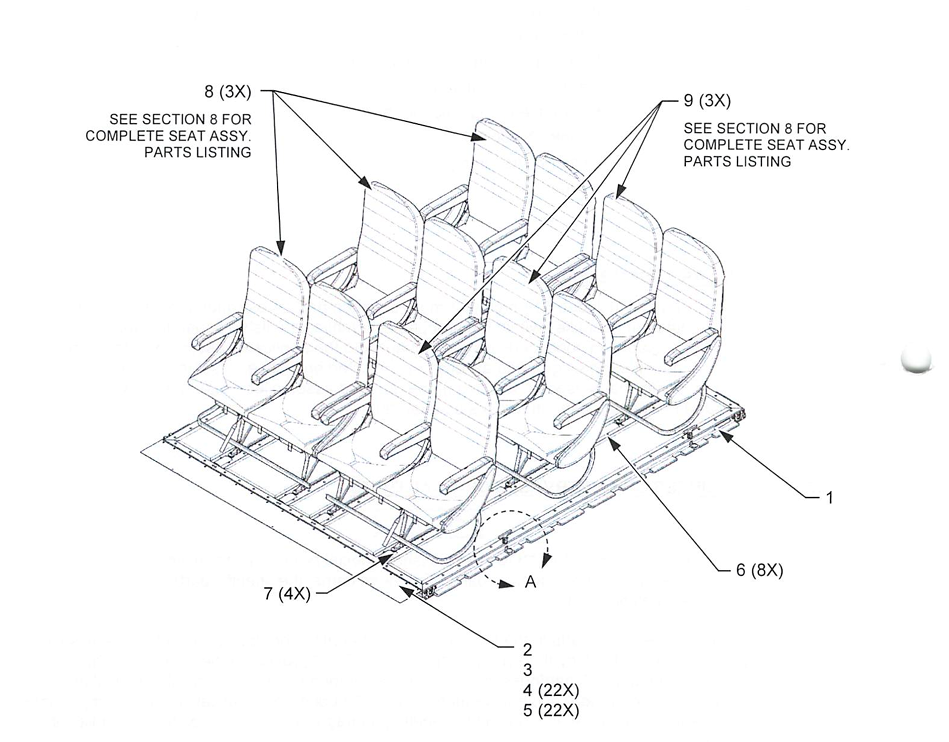 8 (3X)
SEE SECTION 8 FOR
COMPLETE SEAT ASSY.
PARTS LISTING
9 (3X)
SEE SECTION 8 FOR
COMPLETE SEAT ASSY.
PARTS LISTING
1
6 (8X)
A
7 (4X)
2
3
4 (22X)
5 (22X)